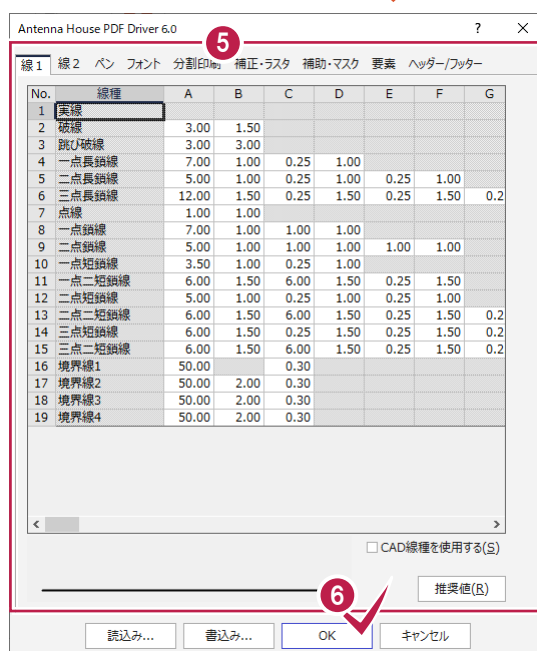 Antenna House PDF Driver 6.0 ? ×
5
線1 線2 ペン フォント 分割印刷 補正・ラスタ 補助・マスク 要素 ヘッダー/フッター
No. 線種 A B C D E F G
1 実線
2 破線 3.00 1.50
3 跳び破線 3.00 3.00
4 一点長鎖線 7.00 1.00 0.25 1.00
5 二点長鎖線 5.00 1.00 0.25 1.00 0.25 1.00
6 三点長鎖線 12.00 1.50 0.25 1.50 0.25 1.50 0.2
7 点線 1.00 1.00
8 一点鎖線 7.00 1.00 1.00 1.00
9 二点鎖線 5.00 1.00 1.00 1.00 1.00 1.00
10 一点短鎖線 3.50 1.00 0.25 1.00
11 一点二短鎖線 6.00 1.50 6.00 1.50 0.25 1.50
12 二点短鎖線 5.00 1.00 0.25 1.00 0.25 1.00
13 二点二短鎖線 6.00 1.50 6.00 1.50 0.25 1.50 0.2
14 三点短鎖線 6.00 1.50 0.25 1.50 0.25 1.50 0.2
15 三点二短鎖線 6.00 1.50 6.00 1.50 0.25 1.50 0.2
16 境界線1 50.00 0.30
17 境界線2 50.00 2.00 0.30
18 境界線3 50.00 2.00 0.30
19 境界線4 50.00 2.00 0.30
CAD線種を使用する(S)
6
推奨値(R)
読込み... 書込み... OK キャンセル